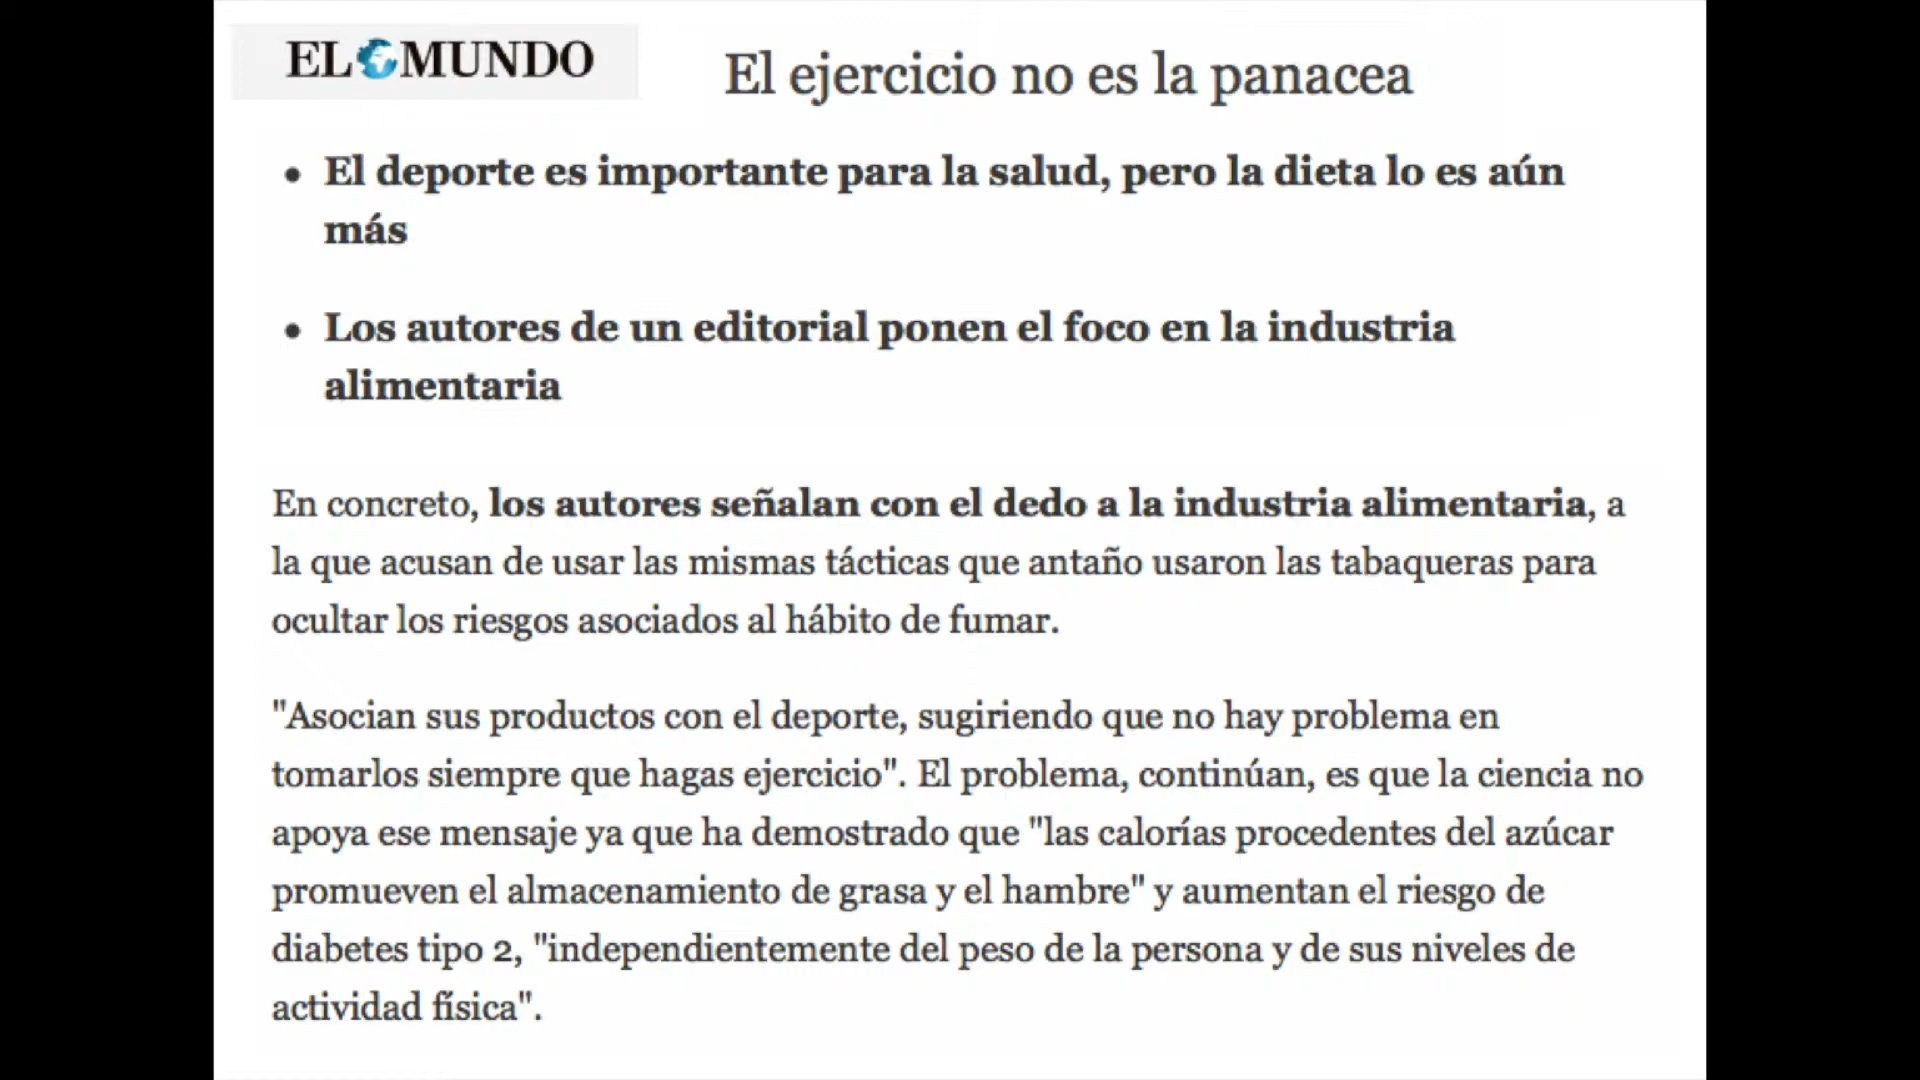 EL MUNDO
El ejercicio no es la panacea
• El deporte es importante para la salud, pero la dieta lo es aún
más
• Los autores de un editorial ponen el foco en la industria
alimentaria
En concreto, los autores señalan con el dedo a la industria alimentaria, a
la que acusan de usar las mismas tácticas que antaño usaron las tabaqueras para
ocultar los riesgos asociados al hábito de fumar.
"Asocian sus productos con el deporte, sugiriendo que no hay problema en
tomarlos siempre que hagas ejercicio". El problema, continúan, es que la ciencia no
apoya ese mensaje ya que ha demostrado que "las calorías procedentes del azúcar
promueven el almacenamiento de grasa y el hambre" y aumentan el riesgo de
diabetes tipo 2, "independientemente del peso de la persona y de sus niveles de
actividad física".